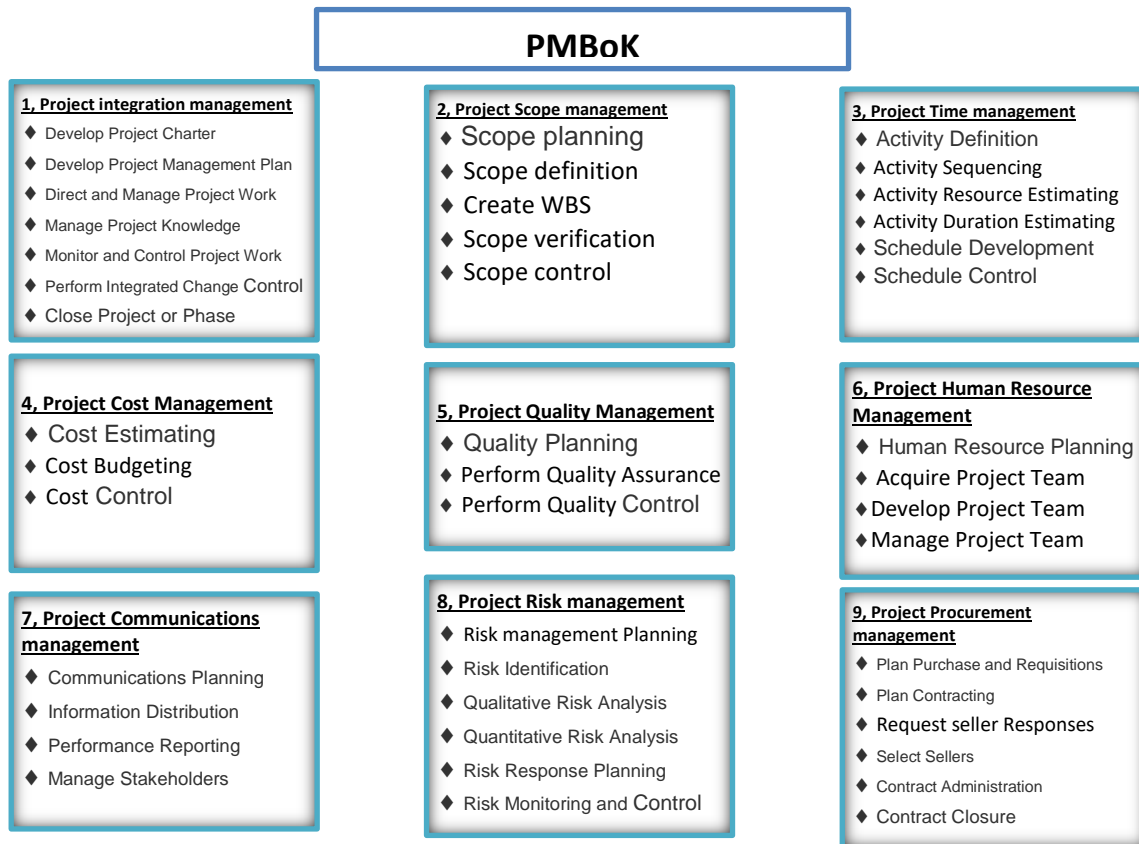 PMBoK
1, Project integration management
♦ Develop Project Charter
♦ Develop Project Management Plan
♦ Direct and Manage Project Work
♦ Manage Project Knowledge
♦ Monitor and Control Project Work
♦ Perform Integrated Change Control
♦ Close Project or Phase
2, Project Scope management
♦ Scope planning
♦ Scope definition
♦ Create WBS
♦ Scope verification
♦ Scope control
3, Project Time management
♦ Activity Definition
♦ Activity Sequencing
♦ Activity Resource Estimating
♦ Activity Duration Estimating
♦ Schedule Development
♦ Schedule Control
4, Project Cost Management
♦ Cost Estimating
♦ Cost Budgeting
♦ Cost Control
5, Project Quality Management
♦ Quality Planning
♦ Perform Quality Assurance
♦ Perform Quality Control
6, Project Human Resource
Management
♦ Human Resource Planning
♦ Acquire Project Team
♦ Develop Project Team
♦ Manage Project Team
7, Project Communications
management
♦ Communications Planning
♦ Information Distribution
♦ Performance Reporting
♦ Manage Stakeholders
8, Project Risk management
♦ Risk management Planning
♦ Risk Identification
♦ Qualitative Risk Analysis
♦ Quantitative Risk Analysis
♦ Risk Response Planning
♦ Risk Monitoring and Control
9, Project Procurement
management
♦ Plan Purchase and Requisitions
♦ Plan Contracting
♦ Request seller Responses
♦ Select Sellers
♦ Contract Administration
♦ Contract Closure